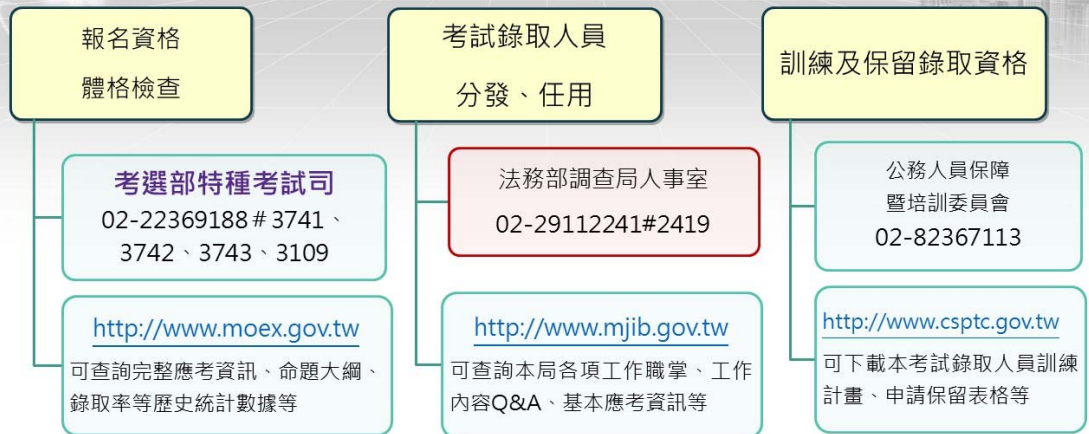 報名資格
體格檢查
考選部特種考試司
02-22369188＃3741、
3742、3743、3109
http://www.moex.gov.tw
可查詢完整應考資訊、命題大綱、
錄取率等歷史統計數據等
考試錄取人員
分發、任用
法務部調查局人事室
02-29112241#2419
http://www.mjib.gov.tw
可查詢本局各項工作職掌、工作
內容Q&A、基本應考資訊等
訓練及保留錄取資格
公務人員保障
暨培訓委員會
02-82367113
http://www.csptc.gov.tw
可下載本考試錄取人員訓練
計畫、申請保留表格等